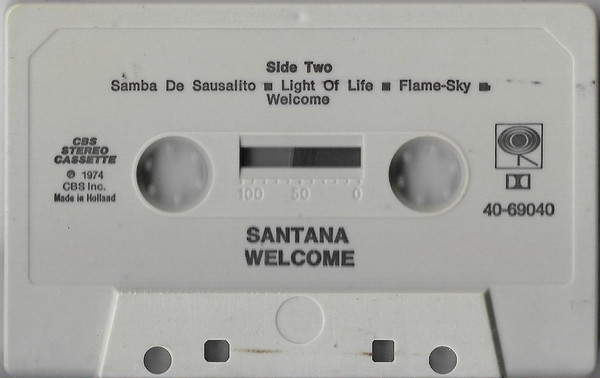 Side Two
Samba De Sausalito ■ Light Of Life ■ Flame-Sky ■
Welcome
CBS
STEREO
CASSETTE
℗ 1974
CBS Inc.
Made in Holland
100 50 0
40-69040
SANTANA
WELCOME